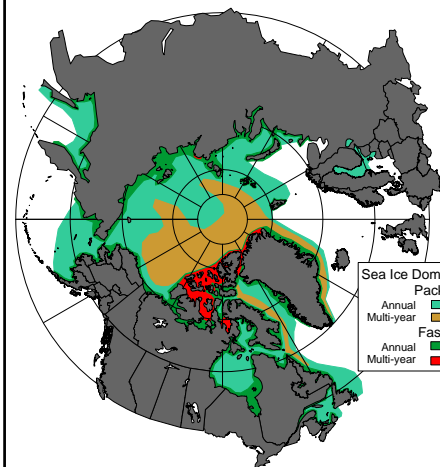 Sea Ice Dom
Pack
Annual
Multi-year
Fas
Annual
Multi-year